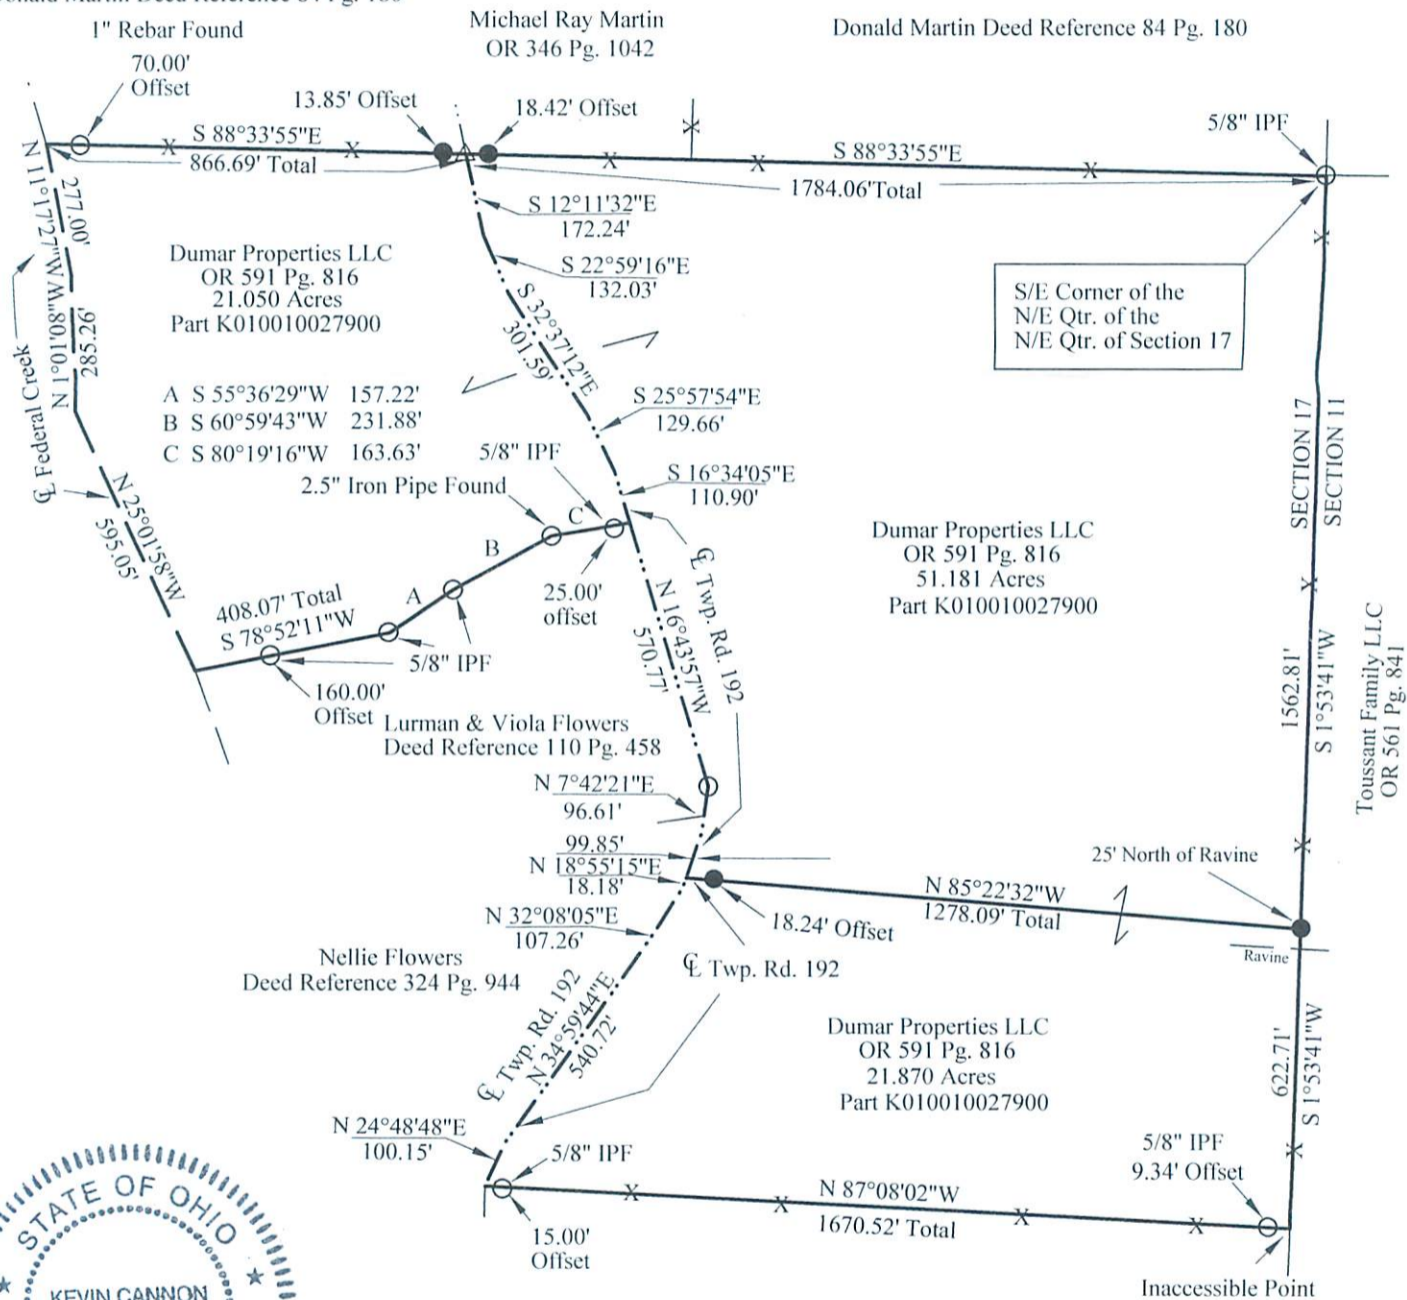 1" Rebar Found
70.00'
Offset
Michael Ray Martin
OR 346 Pg. 1042
Donald Martin Deed Reference 84 Pg. 180
13.85' Offset
18.42' Offset
5/8" IPF
S 88°33'55"E
866.69' Total
S 88°33'55"E
1784.06'Total
N 11°17'27"W
277.00'
S 12°11'32"E
172.24'
S 22°59'16"E
132.03'
Dumar Properties LLC
OR 591 Pg. 816
21.050 Acres
Part K010010027900
S/E Corner of the
N/E Qtr. of the
N/E Qtr. of Section 17
N 1°01'08"W
285.26'
℄ Federal Creek
S 32°37'12"E
301.59'
A S 55°36'29"W 157.22'
B S 60°59'43"W 231.88'
C S 80°19'16"W 163.63'
S 25°57'54"E
129.66'
5/8" IPF
2.5" Iron Pipe Found
S 16°34'05"E
110.90'
SECTION 17
SECTION 11
N 25°01'58"W
595.05'
C
B
A
25.00'
offset
℄ Twp. Rd. 192
Dumar Properties LLC
OR 591 Pg. 816
51.181 Acres
Part K010010027900
408.07' Total
S 78°52'11"W
5/8" IPF
160.00'
Offset
N 16°43'57"W
570.77'
1562.81'
S 1°53'41"W
Toussant Family LLC
OR 561 Pg. 841
Lurman & Viola Flowers
Deed Reference 110 Pg. 458
N 7°42'21"E
96.61'
99.85'
N 18°55'15"E
18.18'
25' North of Ravine
N 85°22'32"W
1278.09' Total
N 32°08'05"E
107.26'
18.24' Offset
℄ Twp. Rd. 192
Ravine
Nellie Flowers
Deed Reference 324 Pg. 944
℄ Twp. Rd. 192
N 34°59'44"E
540.72'
Dumar Properties LLC
OR 591 Pg. 816
21.870 Acres
Part K010010027900
622.71'
S 1°53'41"W
N 24°48'48"E
100.15'
5/8" IPF
5/8" IPF
9.34' Offset
N 87°08'02"W
1670.52' Total
15.00'
Offset
Inaccessible Point
STATE OF OHIO
KEVIN CANNON